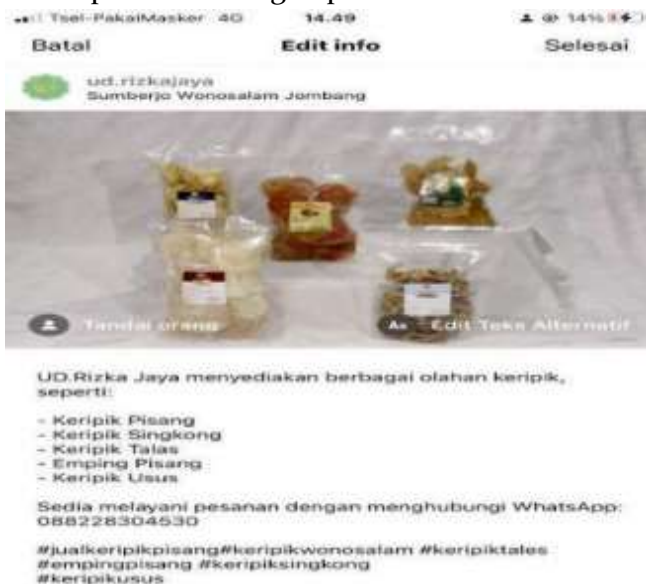 Tsel-PakaiMasker 4G 14.49 14%
Batal Edit info Selesai
ud.rizkajaya
Sumberjo Wonosalam Jombang
Tandai orang Aa Edit Teks Alternatif
UD.Rizka Jaya menyediakan berbagai olahan keripik,
seperti:
- Keripik Pisang
- Keripik Singkong
- Keripik Talas
- Emping Pisang
- Keripik Usus
Sedia melayani pesanan dengan menghubungi WhatsApp:
088228304530
#jualkeripikpisang#keripikwonosalam #keripiktales
#empingpisang #keripiksingkong
#keripikusus